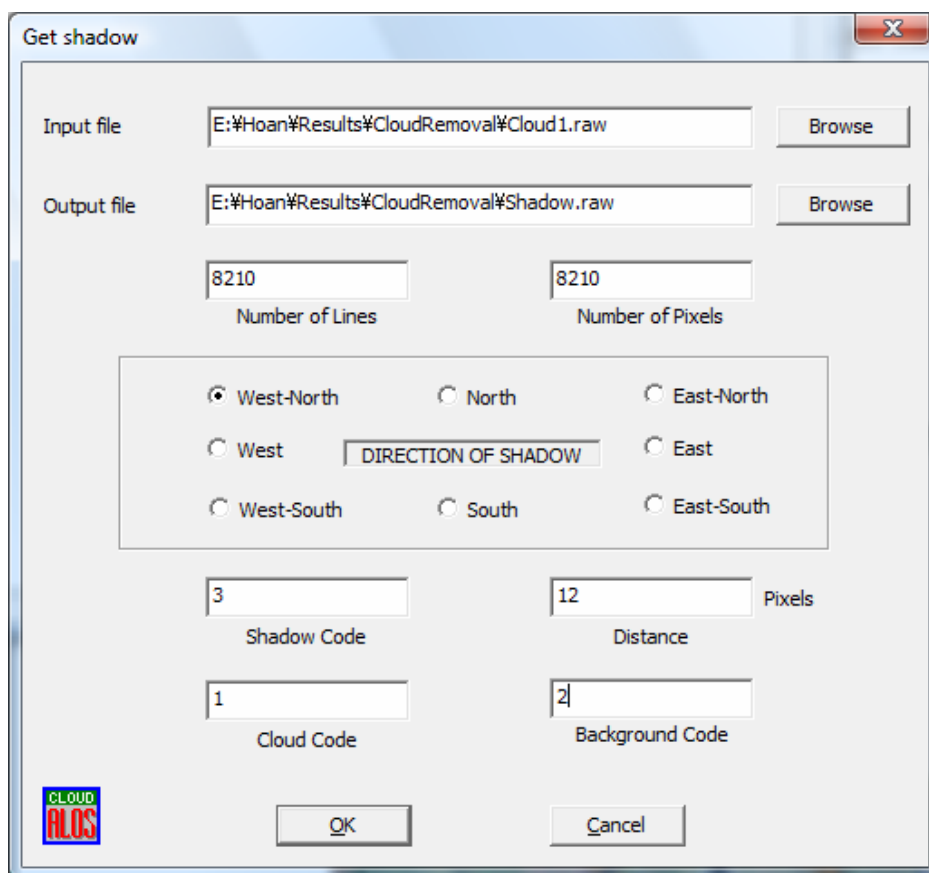 Get shadow
Input file E:¥Hoan¥Results¥CloudRemoval¥Cloud1.raw Browse
Output file E:¥Hoan¥Results¥CloudRemoval¥Shadow.raw Browse
8210 8210
Number of Lines Number of Pixels
West-North North East-North
West DIRECTION OF SHADOW East
West-South South East-South
3 12 Pixels
Shadow Code Distance
1 2
Cloud Code Background Code
CLOUD
ALOS
OK Cancel